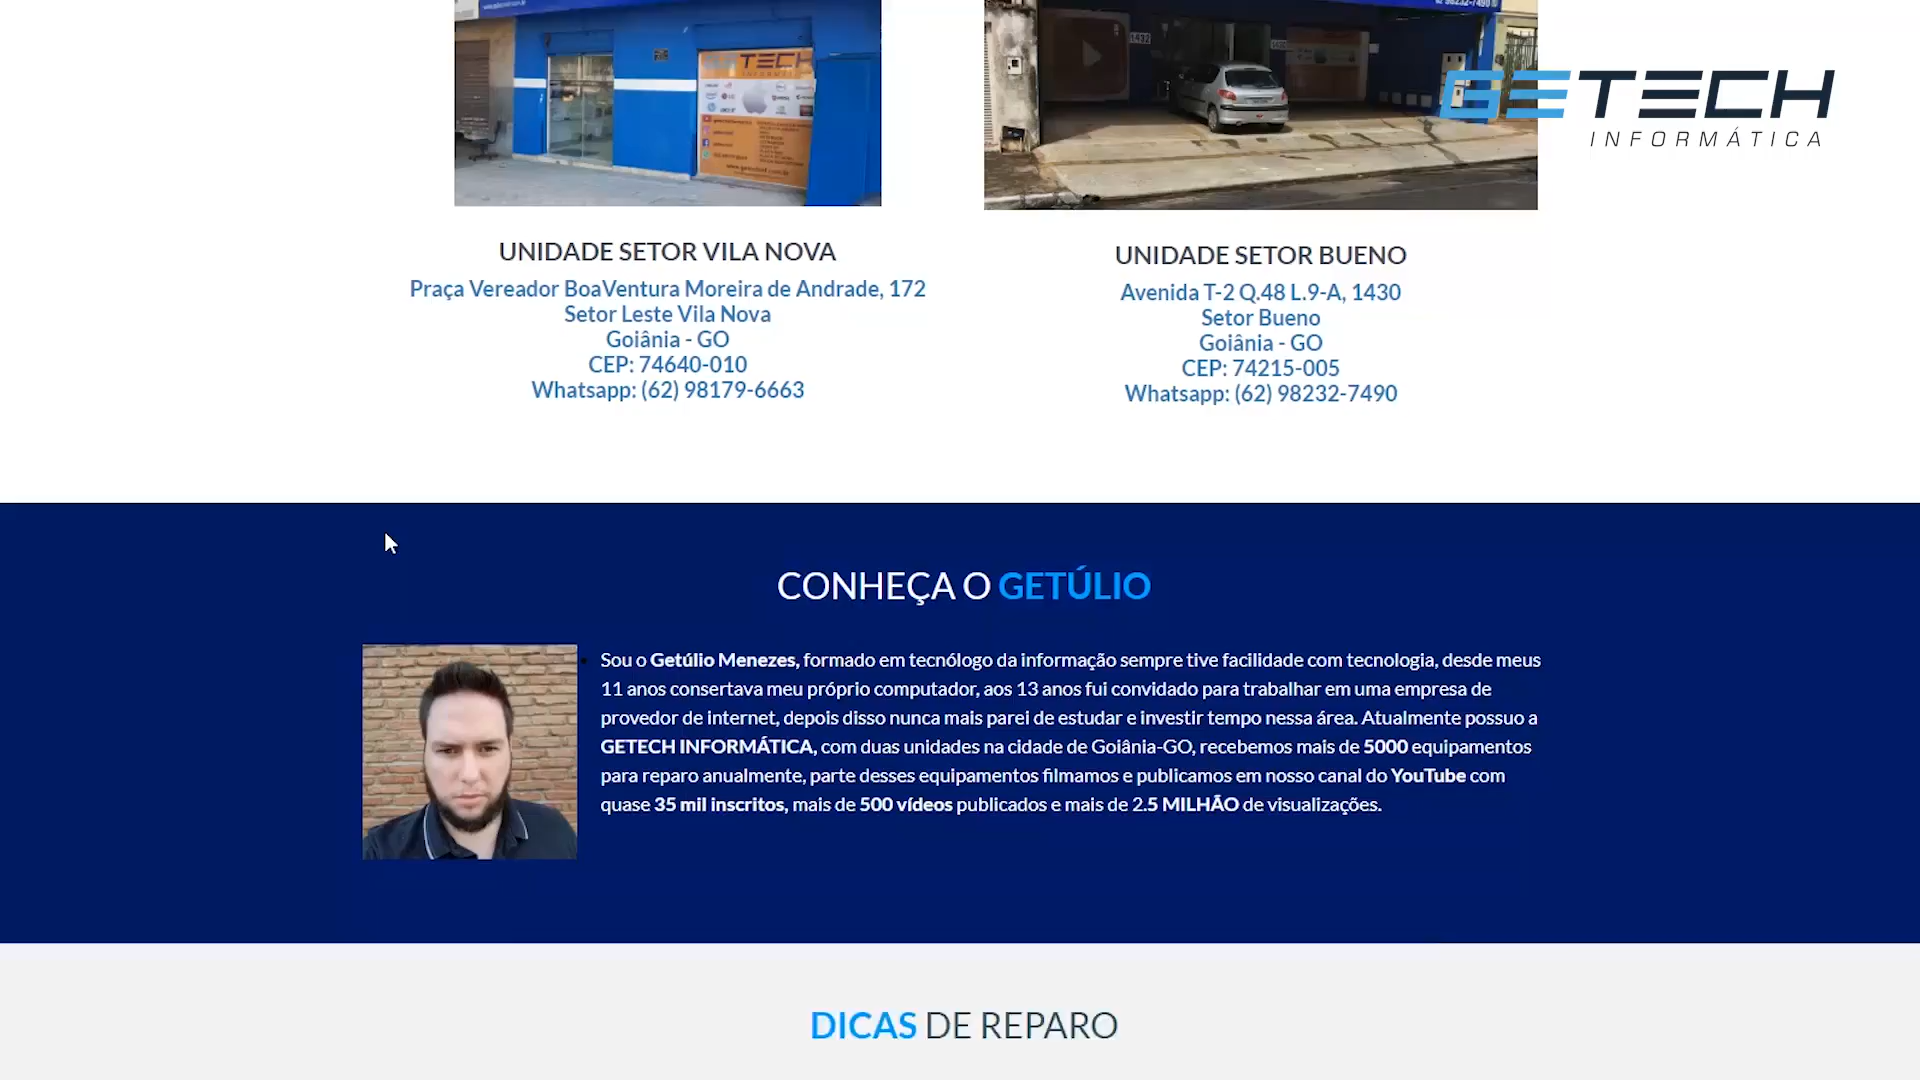 98232-7490
TECH
1432
GETECH
INFORMÁTICA
UNIDADE SETOR VILA NOVA
Praça Vereador BoaVentura Moreira de Andrade, 172
Setor Leste Vila Nova
Goiânia - GO
CEP: 74640-010
Whatsapp: (62) 98179-6663
UNIDADE SETOR BUENO
Avenida T-2 Q.48 L.9-A, 1430
Setor Bueno
Goiânia - GO
CEP: 74215-005
Whatsapp: (62) 98232-7490
CONHEÇA O GETÚLIO
Sou o Getúlio Menezes, formado em tecnólogo da informação sempre tive facilidade com tecnologia, desde meus
11 anos consertava meu próprio computador, aos 13 anos fui convidado para trabalhar em uma empresa de
provedor de internet, depois disso nunca mais parei de estudar e investir tempo nessa área. Atualmente possuo a
GETECH INFORMÁTICA, com duas unidades na cidade de Goiânia-GO, recebemos mais de 5000 equipamentos
para reparo anualmente, parte desses equipamentos filmamos e publicamos em nosso canal do YouTube com
quase 35 mil inscritos, mais de 500 vídeos publicados e mais de 2.5 MILHÃO de visualizações.
DICAS DE REPARO